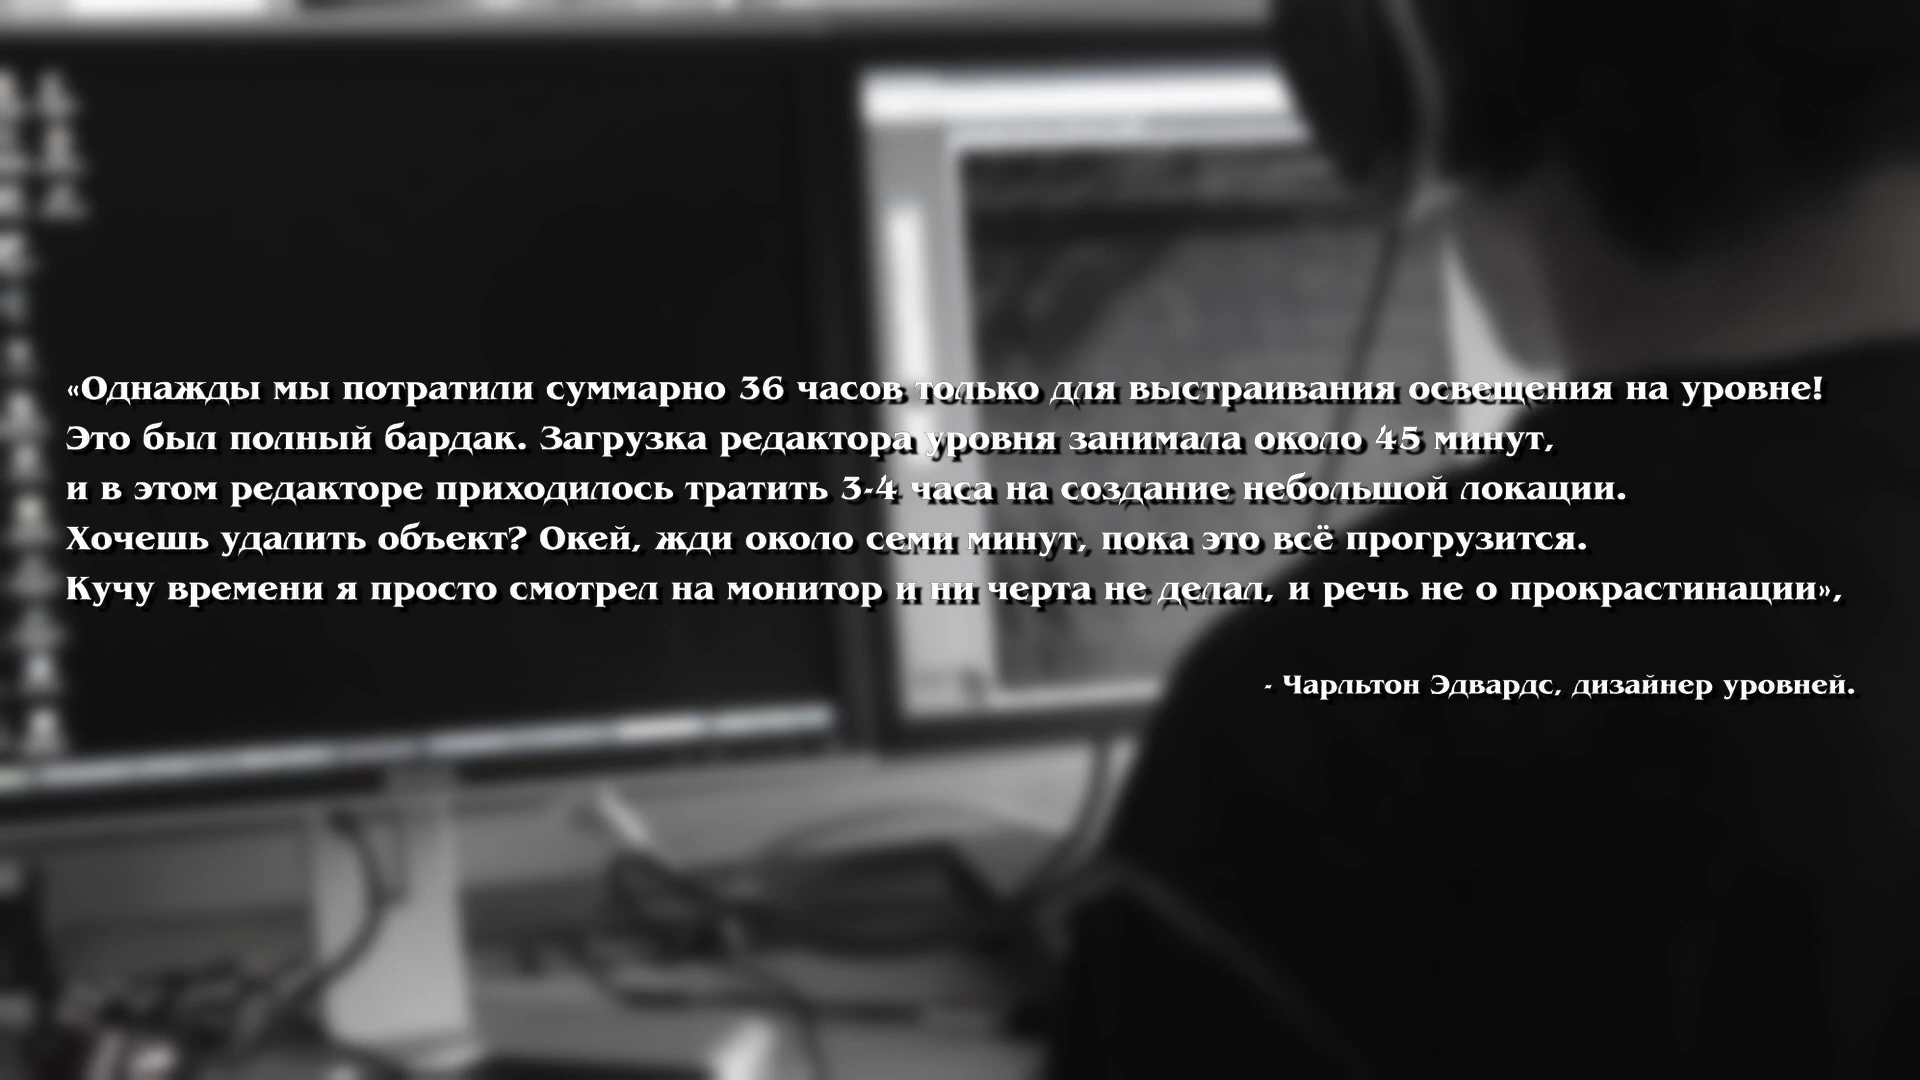 «Однажды мы потратили суммарно 36 часов только для выстраивания освещения на уровне!
Это был полный бардак. Загрузка редактора уровня занимала около 45 минут,
и в этом редакторе приходилось тратить 3-4 часа на создание небольшой локации.
Хочешь удалить объект? Окей, жди около семи минут, пока это всё прогрузится.
Кучу времени я просто смотрел на монитор и ни черта не делал, и речь не о прокрастинации»,
- Чарльтон Эдвардс, дизайнер уровней.